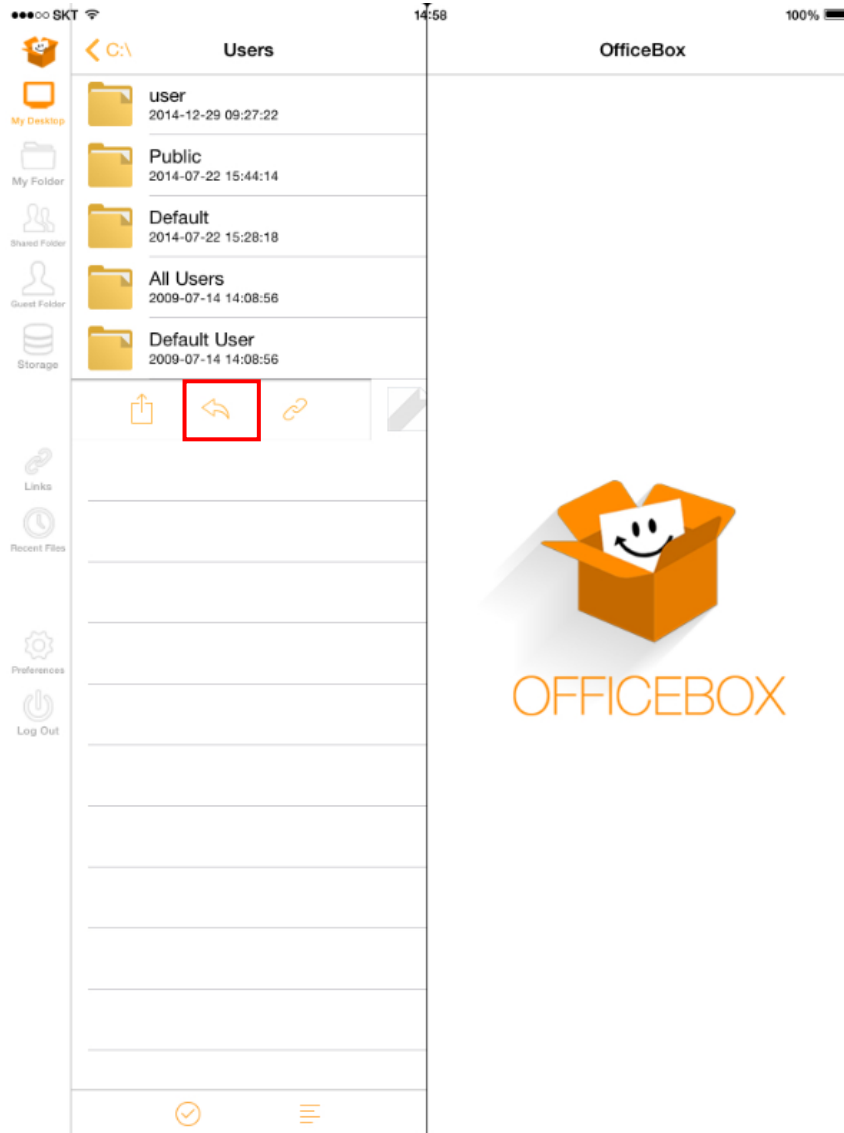 SKT 14:58 100%
C:\ Users OfficeBox
My Desktop
My Folder
Shared Folder
Guest Folder
Storage
Links
Recent Files
Preferences
Log Out
user
2014-12-29 09:27:22
Public
2014-07-22 15:44:14
Default
2014-07-22 15:28:18
All Users
2009-07-14 14:08:56
Default User
2009-07-14 14:08:56
OFFICEBOX